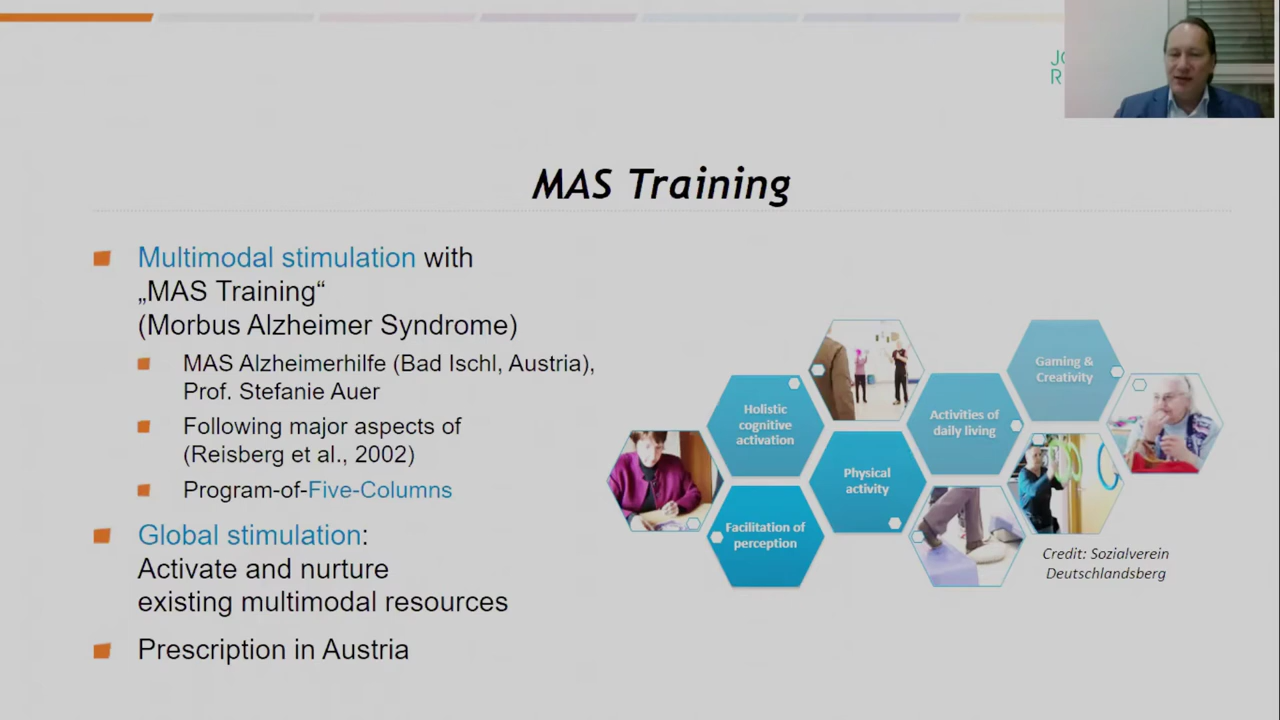 JO
R
MAS Training
Multimodal stimulation with
„MAS Training“
(Morbus Alzheimer Syndrome)
MAS Alzheimerhilfe (Bad Ischl, Austria),
Prof. Stefanie Auer
Following major aspects of
(Reisberg et al., 2002)
Program-of-Five-Columns
Global stimulation:
Activate and nurture
existing multimodal resources
Prescription in Austria
Gaming &
Creativity
Holistic
cognitive
activation
Activities of
daily living
Physical
activity
Facilitation of
perception
Credit: Sozialverein
Deutschlandsberg